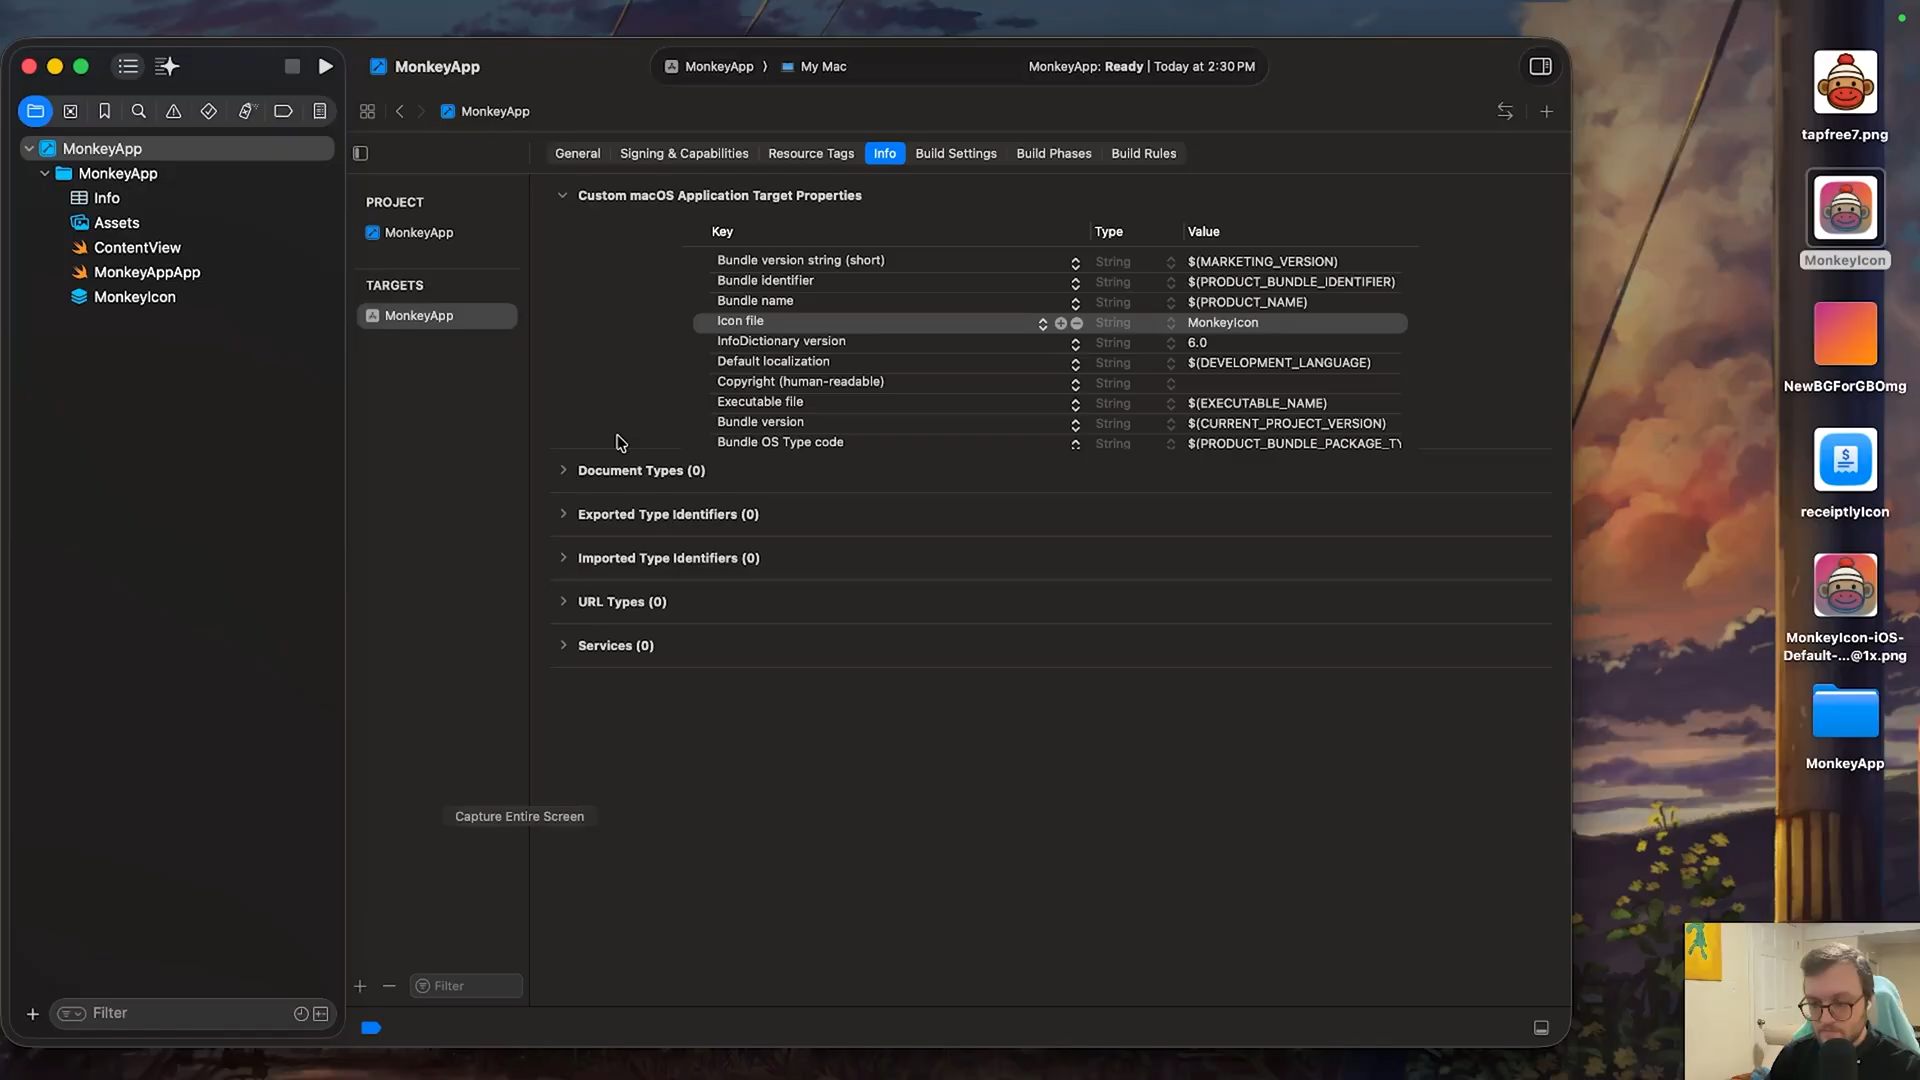 MonkeyApp
MonkeyApp ⟩ My Mac
MonkeyApp: Ready | Today at 2:30 PM
MonkeyApp
MonkeyApp
MonkeyApp
Info
Assets
ContentView
MonkeyAppApp
MonkeyIcon
Filter
General
Signing & Capabilities
Resource Tags
Info
Build Settings
Build Phases
Build Rules
PROJECT
MonkeyApp
TARGETS
MonkeyApp
Filter
Custom macOS Application Target Properties
Key Type Value
Bundle version string (short) String $(MARKETING_VERSION)
Bundle identifier String $(PRODUCT_BUNDLE_IDENTIFIER)
Bundle name String $(PRODUCT_NAME)
Icon file String MonkeyIcon
InfoDictionary version String 6.0
Default localization String $(DEVELOPMENT_LANGUAGE)
Copyright (human-readable) String
Executable file String $(EXECUTABLE_NAME)
Bundle version String $(CURRENT_PROJECT_VERSION)
Bundle OS Type code String $(PRODUCT_BUNDLE_PACKAGE_TY
Document Types (0)
Exported Type Identifiers (0)
Imported Type Identifiers (0)
URL Types (0)
Services (0)
Capture Entire Screen
tapfree7.png
MonkeyIcon
NewBGForGBOmg
receiptlyIcon
MonkeyIcon-iOS-
Default-...@1x.png
MonkeyApp